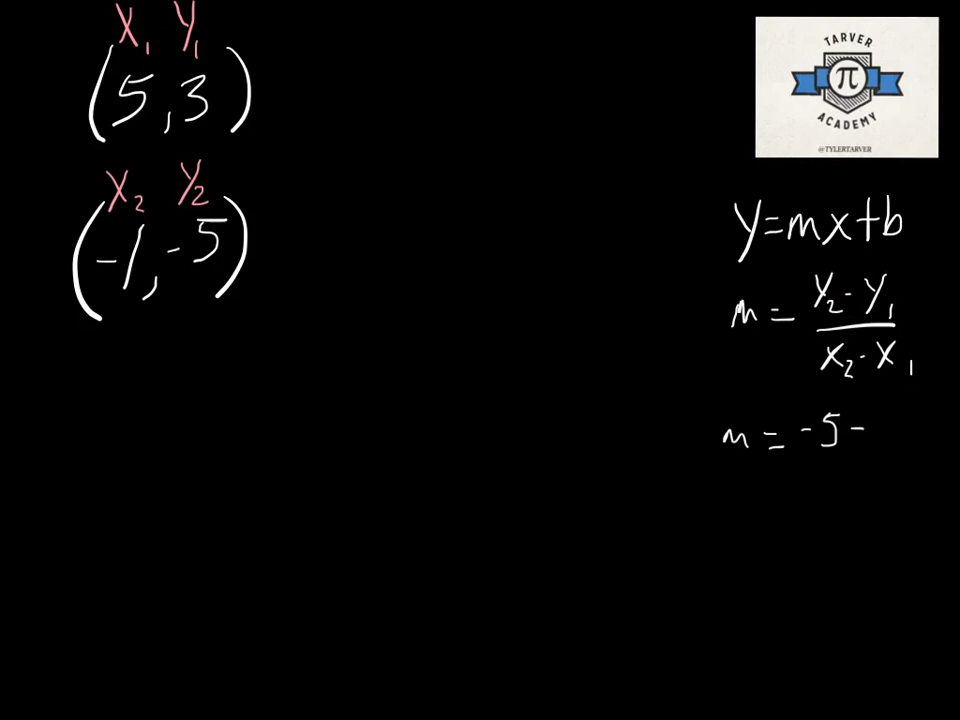 X₁ Y₁
(5, 3)
X₂ Y₂
(-1, -5)
TARVER
π
ACADEMY
@TYLERTARVER
y=mx+b
m = Y₂ - Y₁
X₂ - X₁
m = -5 -